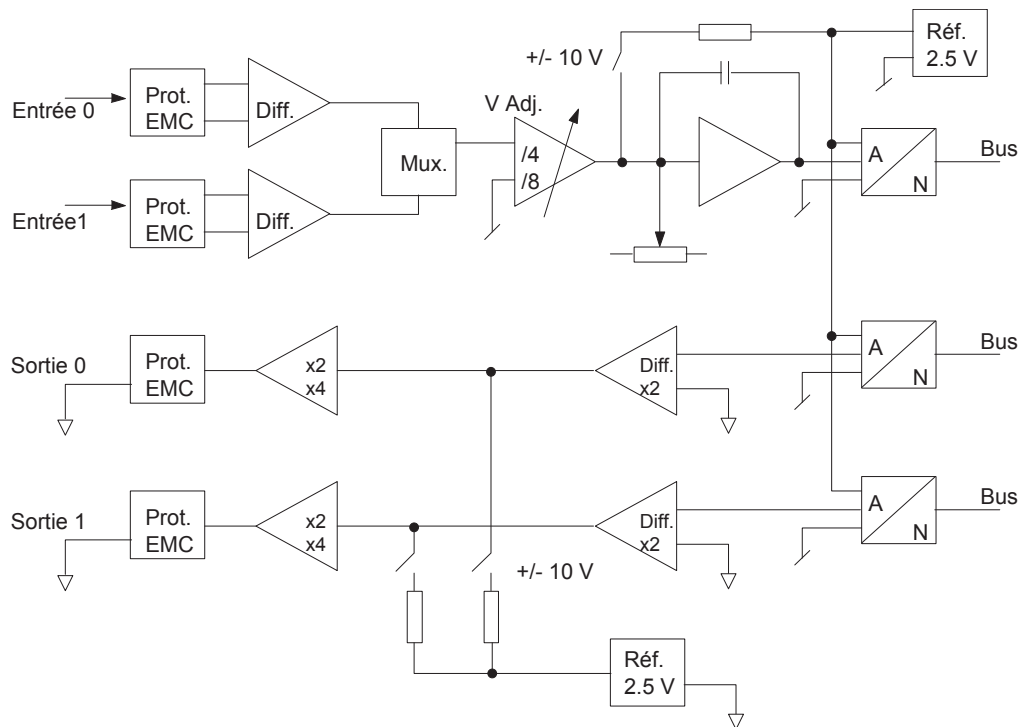 Réf.
2.5 V
+/- 10 V
Entrée 0
Prot.
EMC
Diff.
V Adj.
Mux.
/4
/8
A
N
Bus
Entrée1
Prot.
EMC
Diff.
Sortie 0
Prot.
EMC
x2
x4
Diff.
x2
A
N
Bus
Sortie 1
Prot.
EMC
x2
x4
Diff.
x2
A
N
Bus
+/- 10 V
Réf.
2.5 V